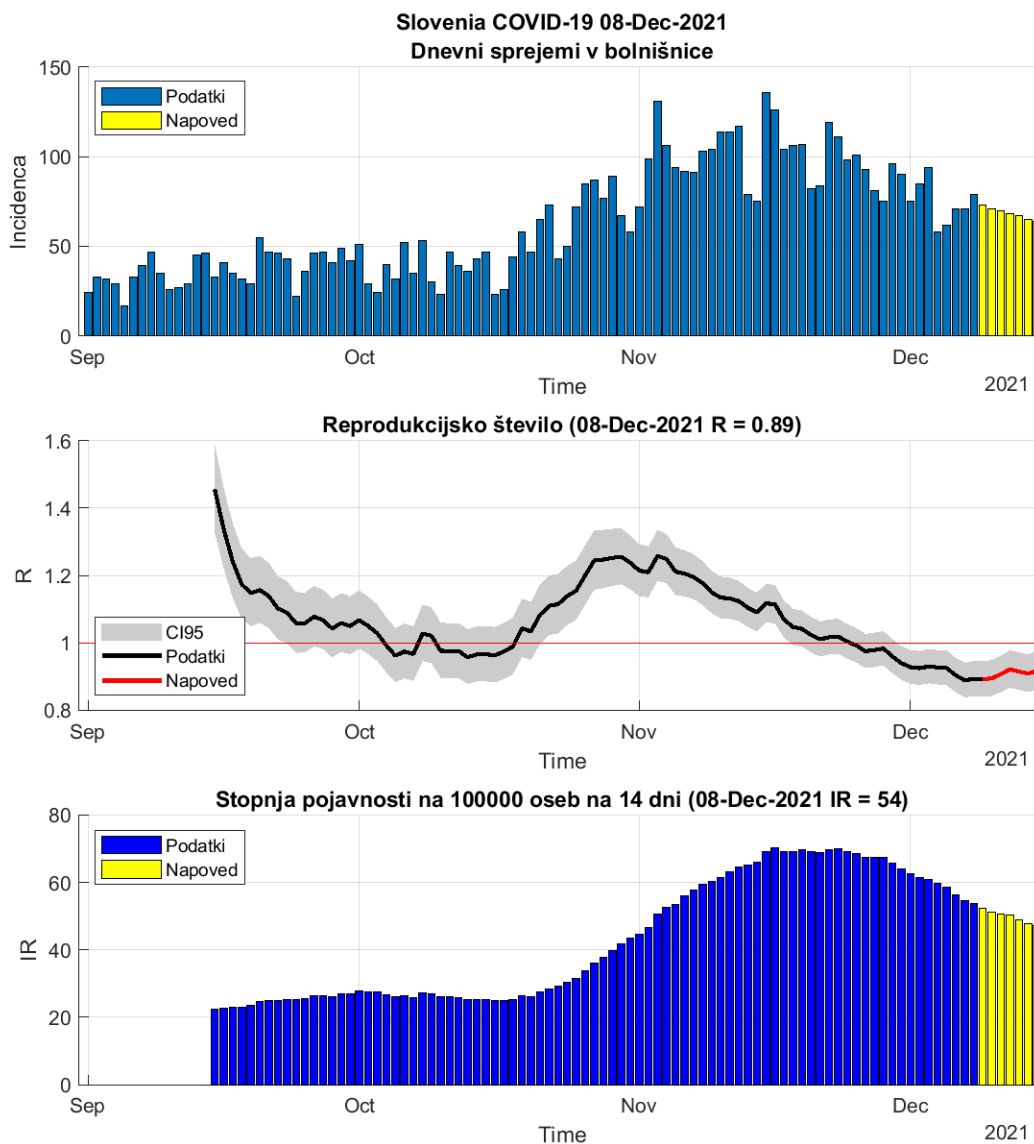 Slovenia COVID-19 08-Dec-2021
Dnevni sprejemi v bolnišnice
150
100
50
0
Incidenca
Podatki
Napoved
Sep Oct Nov Dec
Time
2021
Reprodukcijsko število (08-Dec-2021 R = 0.89)
1.6
1.4
1.2
1
0.8
R
CI95
Podatki
Napoved
Sep Oct Nov Dec
Time
2021
Stopnja pojavnosti na 100000 oseb na 14 dni (08-Dec-2021 IR = 54)
80
60
40
20
0
IR
Podatki
Napoved
Sep Oct Nov Dec
Time
2021